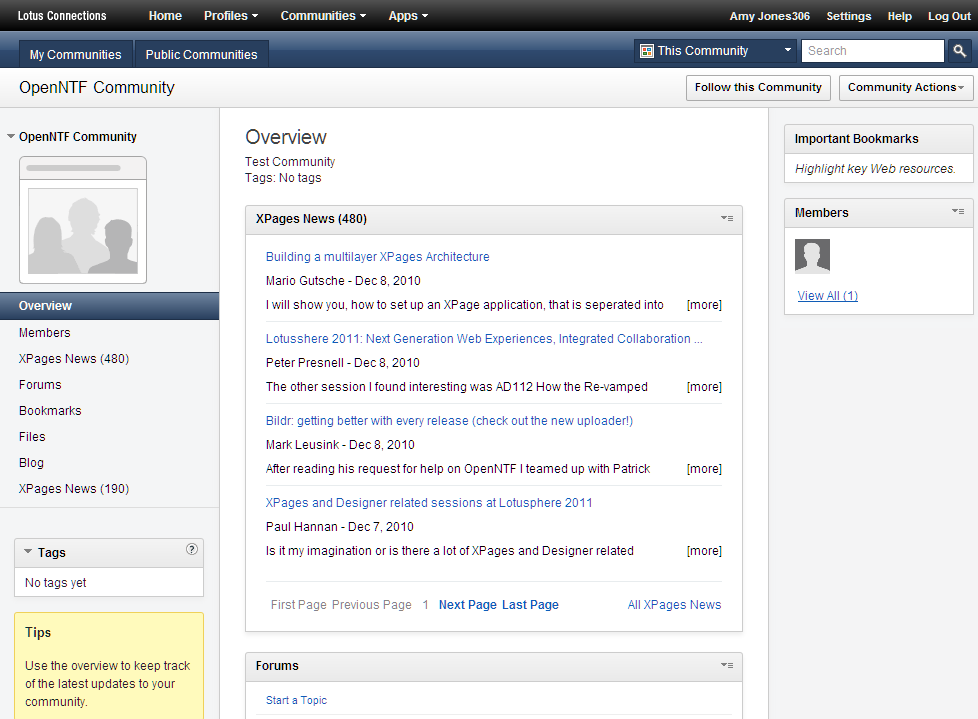 Lotus Connections Home Profiles Communities Apps Amy Jones306 Settings Help Log Out
My Communities Public Communities This Community Search
OpenNTF Community Follow this Community Community Actions
OpenNTF Community
Overview
Members
XPages News (480)
Forums
Bookmarks
Files
Blog
XPages News (190)
Tags ?
No tags yet
Tips
Use the overview to keep track
of the latest updates to your
community.
Overview
Test Community
Tags: No tags
XPages News (480)
Building a multilayer XPages Architecture
Mario Gutsche - Dec 8, 2010
I will show you, how to set up an XPage application, that is seperated into [more]
Lotusshere 2011: Next Generation Web Experiences, Integrated Collaboration ...
Peter Presnell - Dec 8, 2010
The other session I found interesting was AD112 How the Re-vamped [more]
Bildr: getting better with every release (check out the new uploader!)
Mark Leusink - Dec 8, 2010
After reading his request for help on OpenNTF I teamed up with Patrick [more]
XPages and Designer related sessions at Lotusphere 2011
Paul Hannan - Dec 7, 2010
Is it my imagination or is there a lot of XPages and Designer related [more]
First Page Previous Page 1 Next Page Last Page All XPages News
Forums
Start a Topic
Important Bookmarks
Highlight key Web resources.
Members
View All (1)